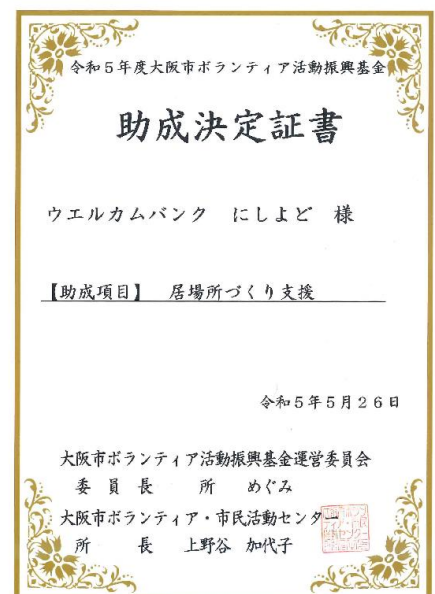 令和５年度大阪市ボランティア活動振興基金
助成決定証書
ウエルカムバンク　にしよど　様
【助成項目】　居場所づくり支援
令和５年５月２６日
大阪市ボランティア活動振興基金運営委員会
委　員　長　　所　　めぐみ
大阪市ボランティア・市民活動センター
所　　長　　上野谷　加代子